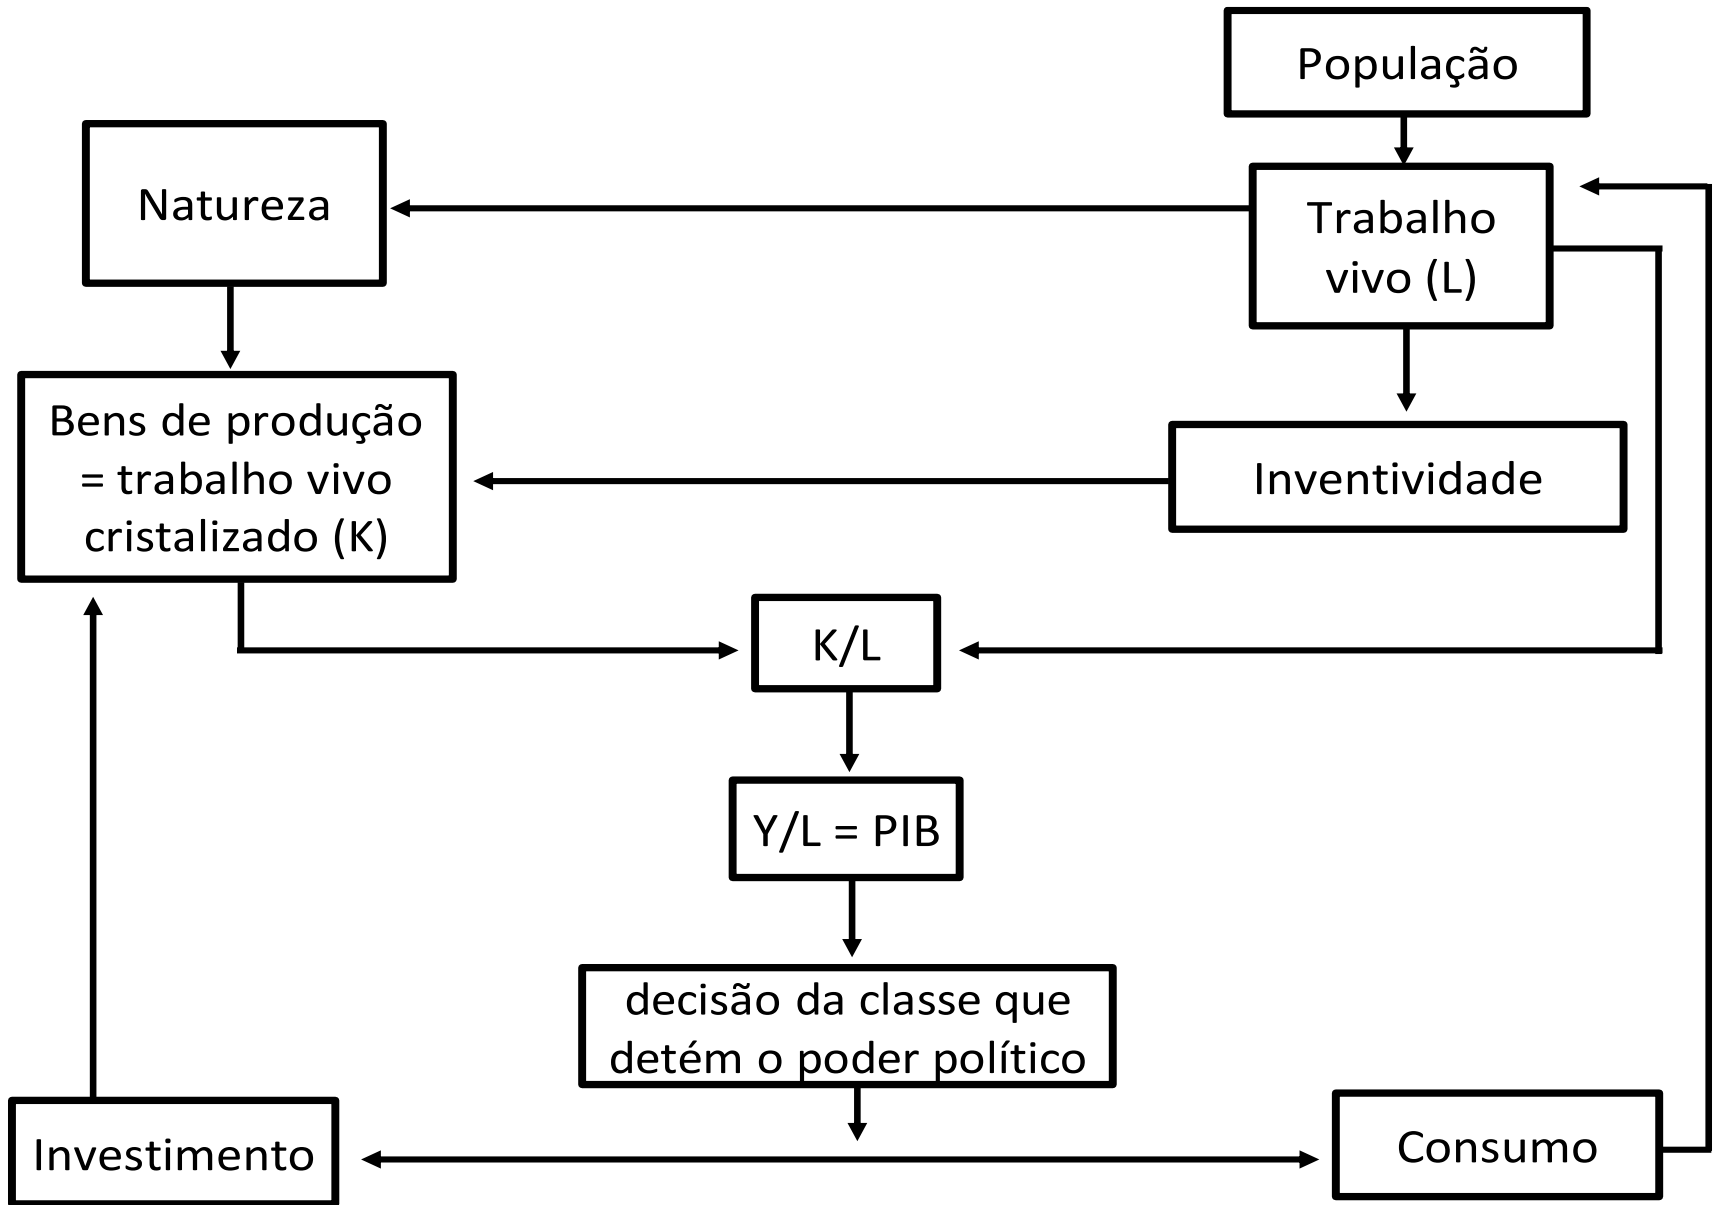 População
Natureza
Trabalho
vivo (L)
Bens de produção
= trabalho vivo
cristalizado (K)
Inventividade
K/L
Y/L = PIB
decisão da classe que
detém o poder político
Investimento
Consumo